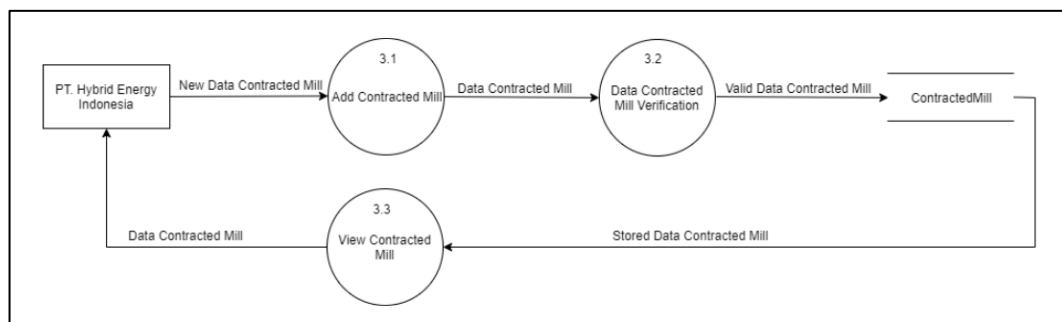 3.1
3.2
PT. Hybrid Energy
Indonesia
New Data Contracted Mill
Add Contracted Mill
Data Contracted Mill
Data Contracted
Mill Verification
Valid Data Contracted Mill
ContractedMill
3.3
View Contracted
Mill
Data Contracted Mill
Stored Data Contracted Mill